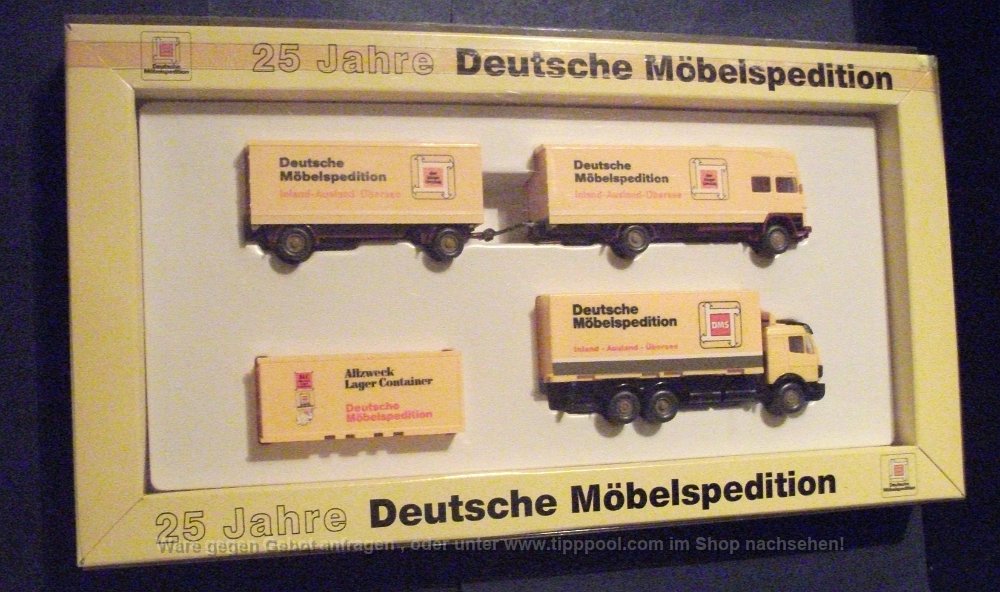 25 Jahre Deutsche Möbelspedition
Deutsche
Möbelspedition
Inland-Ausland-Übersee
Deutsche
Möbelspedition
Inland-Ausland-Übersee
Deutsche
Möbelspedition
DMS
Inland - Ausland - Übersee
Allzweck
Lager Container
Deutsche
Möbelspedition
25 Jahre Deutsche Möbelspedition
Ware gegen Gebot anfragen , oder unter www.tipppool.com im Shop nachsehen!